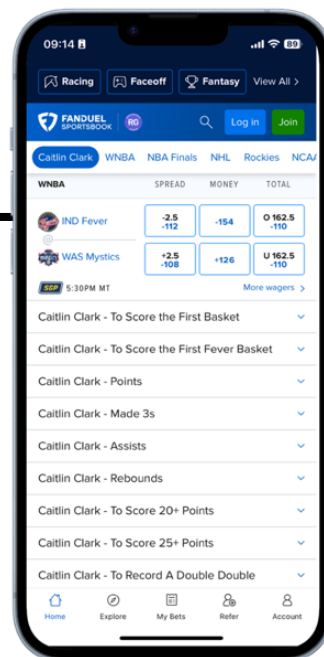 09:14 89
Racing Faceoff Fantasy View All >
FANDUEL SPORTSBOOK RG Log in Join
Caitlin Clark WNBA NBA Finals NHL Rockies NCAA
WNBA SPREAD MONEY TOTAL
IND Fever -2.5 -112 -154 O 162.5 -110
@
WAS Mystics +2.5 -108 +126 U 162.5 -110
SGP 5:30PM MT More wagers >
Caitlin Clark - To Score the First Basket
Caitlin Clark - To Score the First Fever Basket
Caitlin Clark - Points
Caitlin Clark - Made 3s
Caitlin Clark - Assists
Caitlin Clark - Rebounds
Caitlin Clark - To Score 20+ Points
Caitlin Clark - To Score 25+ Points
Caitlin Clark - To Record A Double Double
Home Explore My Bets Refer Account